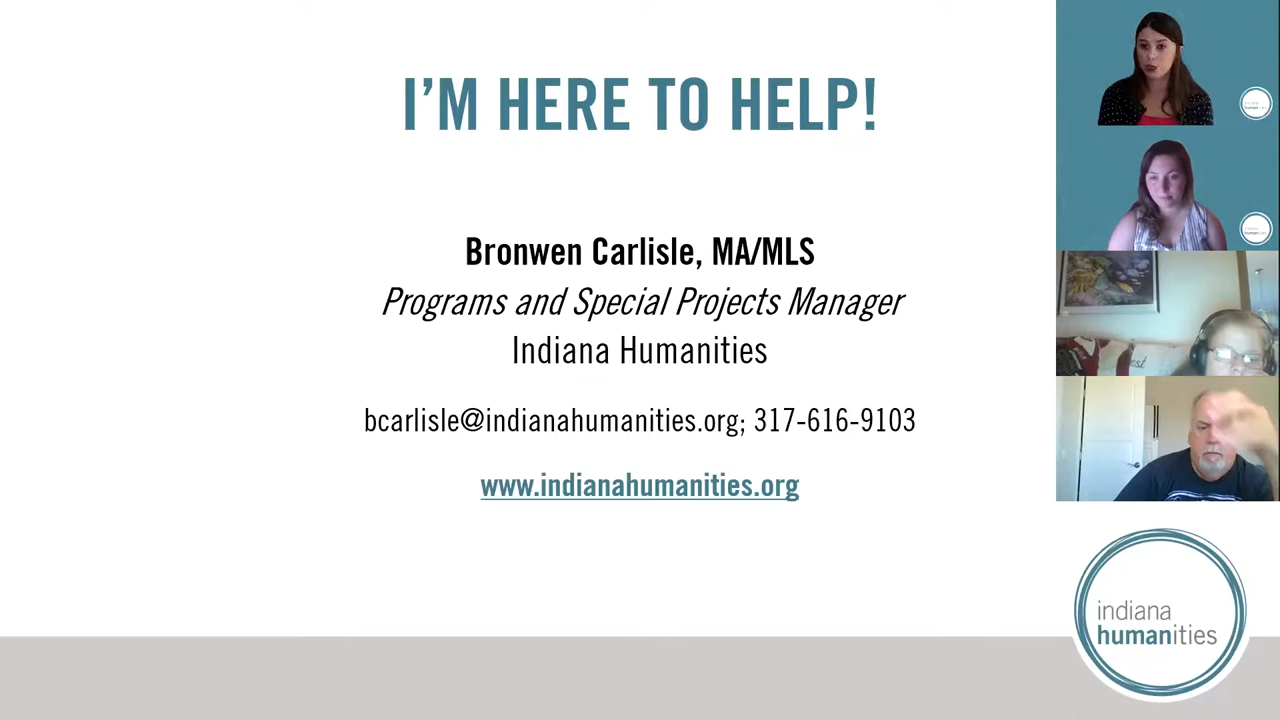 I'M HERE TO HELP!
Bronwen Carlisle, MA/MLS
Programs and Special Projects Manager
Indiana Humanities
bcarlisle@indianahumanities.org; 317-616-9103
www.indianahumanities.org
indiana
humanities